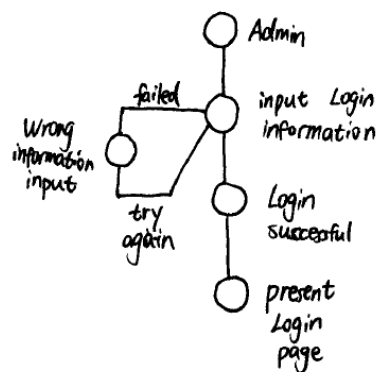 Admin
failed
input Login
information
Wrong
information
input
try
again
Login
successful
present
Login
page